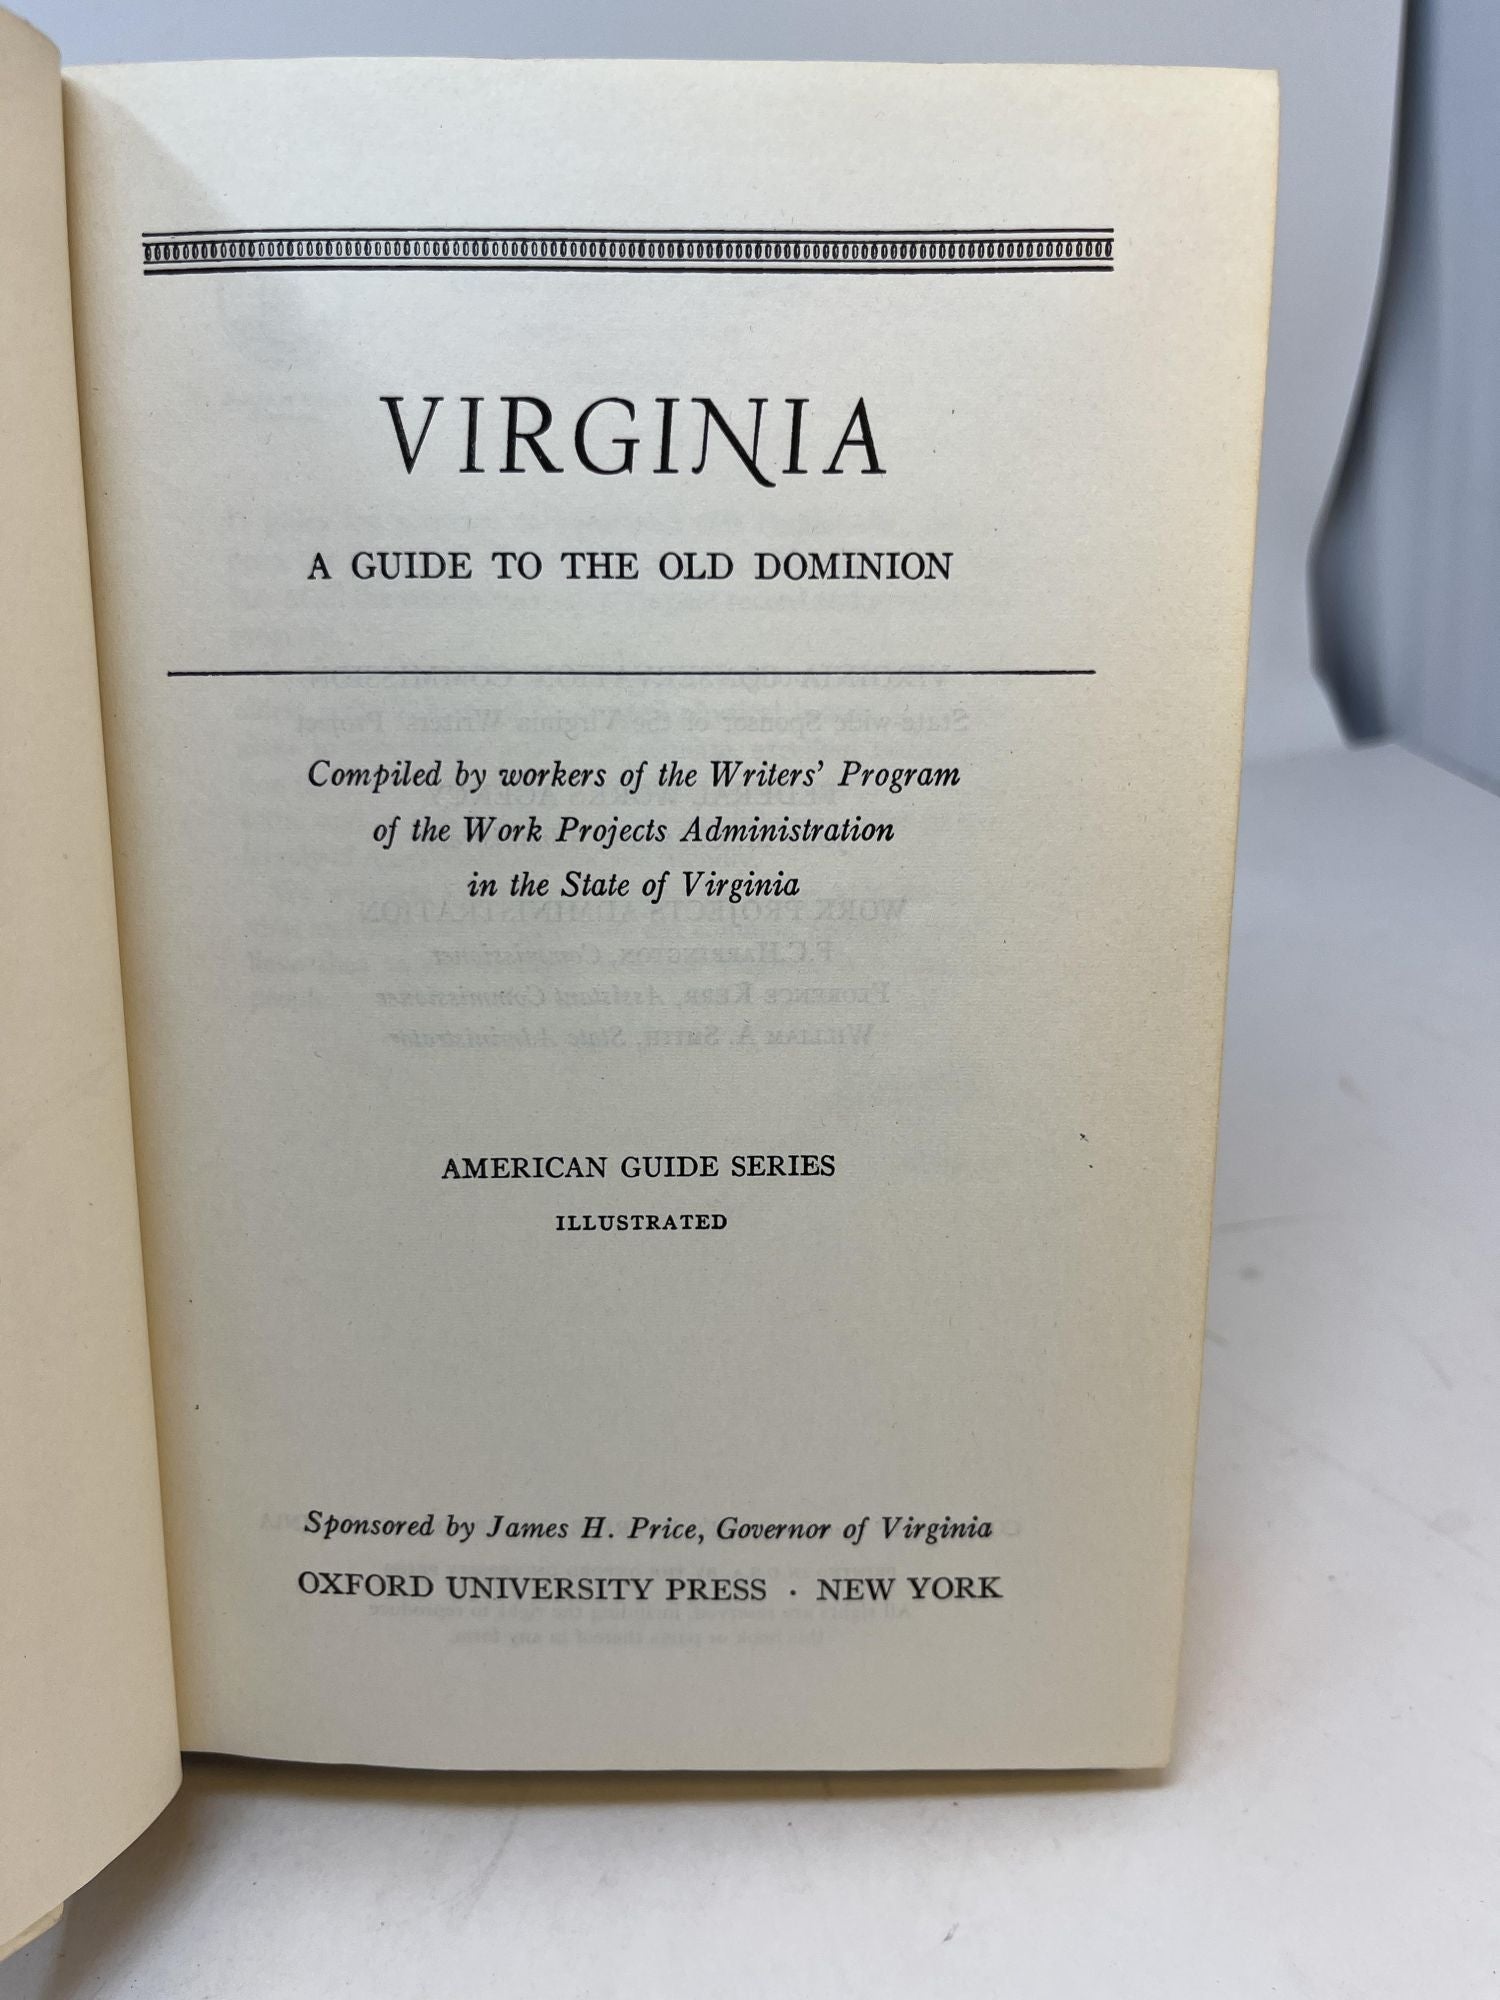 VIRGINIA
A GUIDE TO THE OLD DOMINION
Compiled by workers of the Writers' Program
of the Work Projects Administration
in the State of Virginia
AMERICAN GUIDE SERIES
ILLUSTRATED
Sponsored by James H. Price, Governor of Virginia
OXFORD UNIVERSITY PRESS · NEW YORK